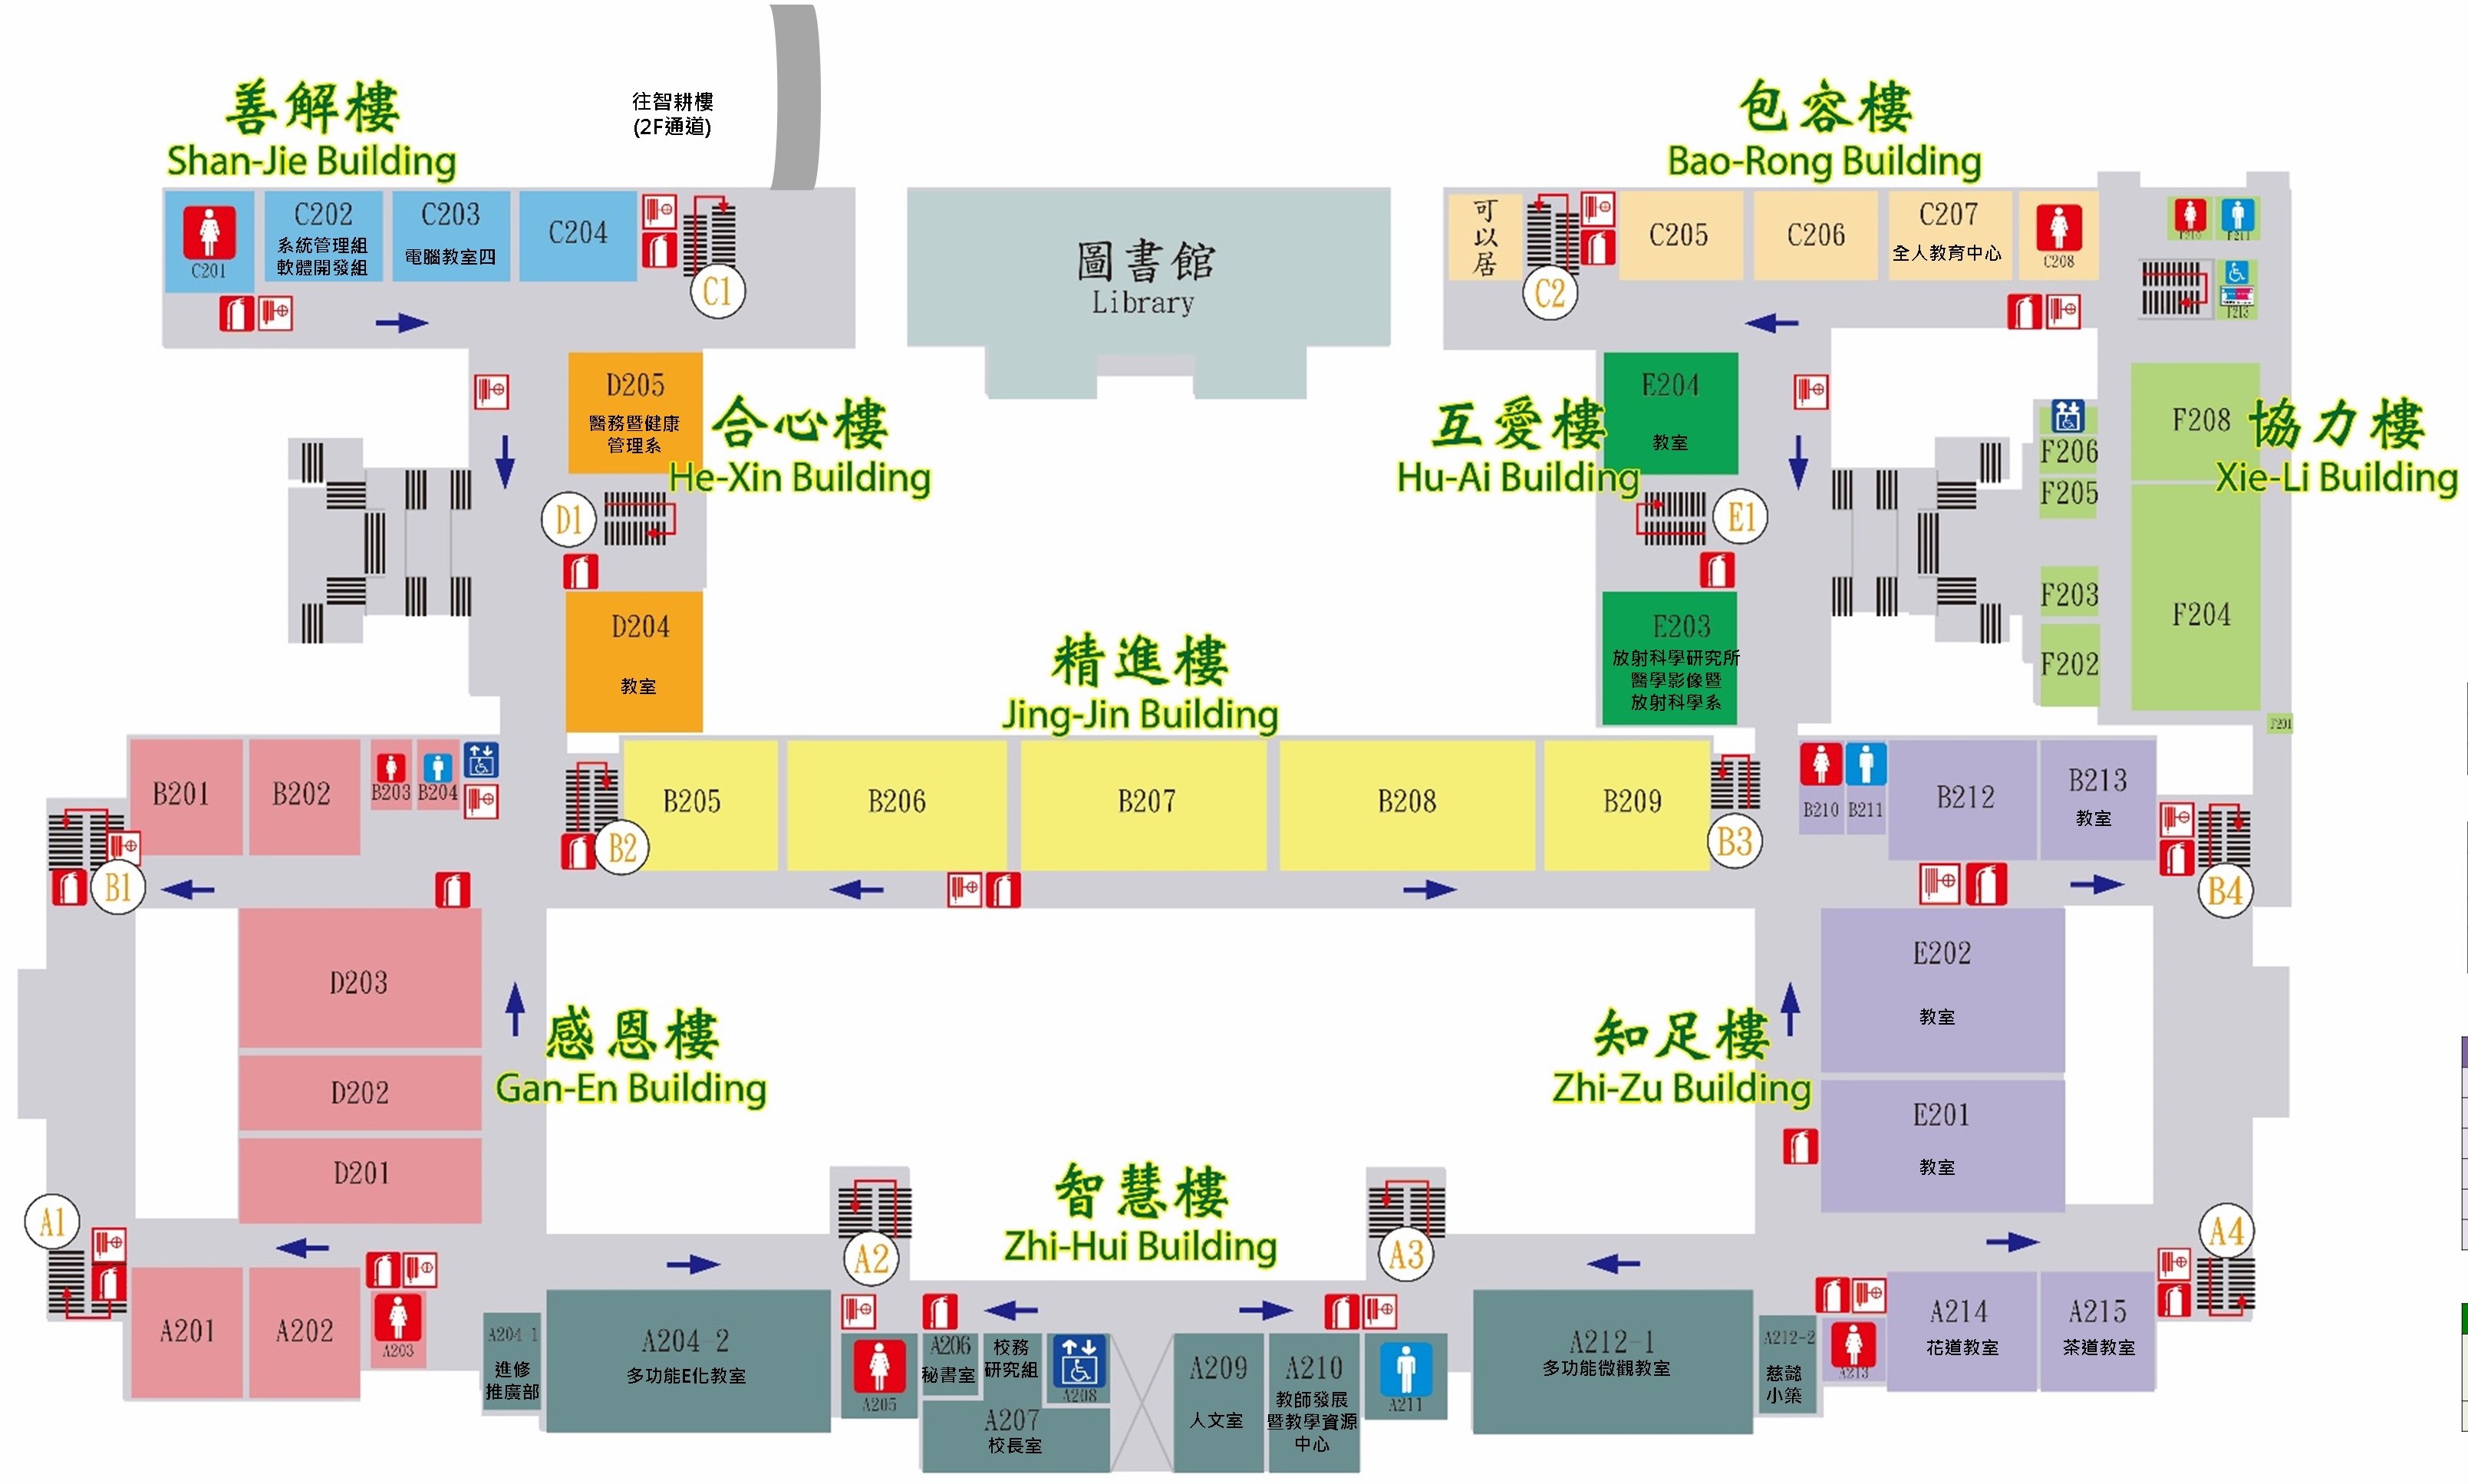 善解樓
Shan-Jie Building
往智耕樓
(2F通道)
包容樓
Bao-Rong Building
C201
C202
系統管理組
軟體開發組
C203
電腦教室四
C204
C1
圖書館
Library
可以居
C2
C205
C206
C207
全人教育中心
C208
F210
F211
F213
D205
醫務暨健康
管理系
合心樓
He-Xin Building
D1
D204
教室
互愛樓
Hu-Ai Building
E204
教室
E1
E203
放射科學研究所
醫學影像暨
放射科學系
F208
協力樓
Xie-Li Building
F206
F205
F203
F204
F202
F201
精進樓
Jing-Jin Building
B201
B202
B203
B204
B1
B2
B205
B206
B207
B208
B209
B3
B210
B211
B212
B213
教室
B4
D203
D202
D201
感恩樓
Gan-En Building
知足樓
Zhi-Zu Building
E202
教室
E201
教室
智慧樓
Zhi-Hui Building
A1
A2
A3
A4
A201
A202
A203
A204-1
進修
推廣部
A204-2
多功能E化教室
A205
A206
秘書室
校務
研究組
A207
校長室
A208
A209
人文室
A210
教師發展
暨教學資源
中心
A211
A212-1
多功能微觀教室
A212-2
慈懿
小築
A213
A214
花道教室
A215
茶道教室